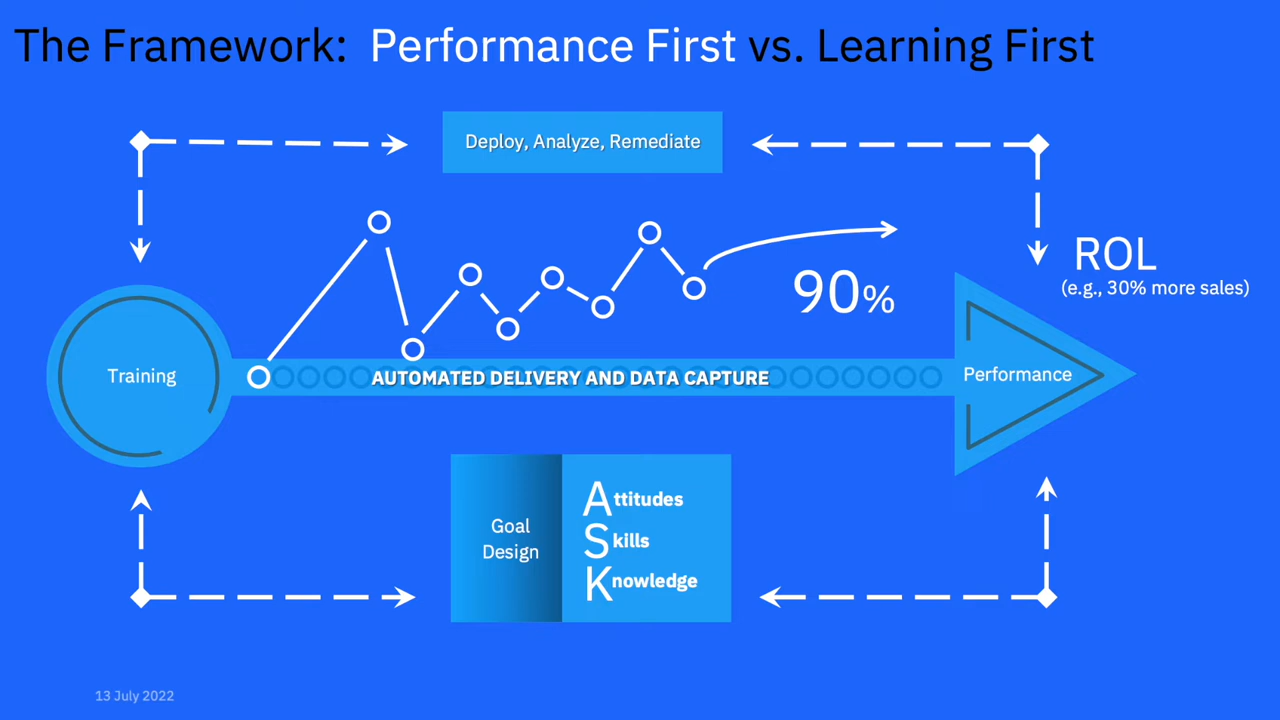 The Framework: Performance First vs. Learning First
Deploy, Analyze, Remediate
ROL
(e.g., 30% more sales)
90%
Training
AUTOMATED DELIVERY AND DATA CAPTURE
Performance
Goal
Design
Attitudes
Skills
Knowledge
13 July 2022